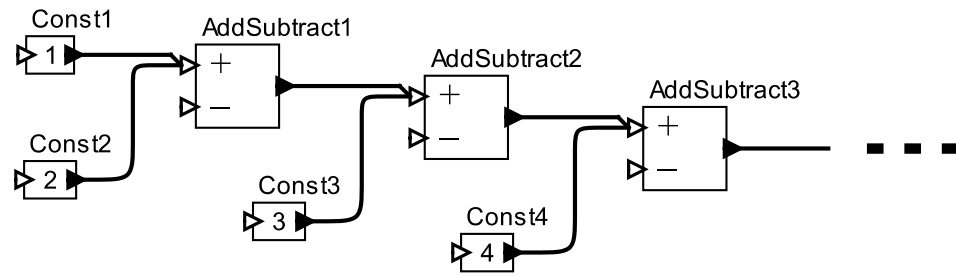 Const1
1
AddSubtract1
+
−
Const2
2
AddSubtract2
+
−
Const3
3
AddSubtract3
+
−
Const4
4